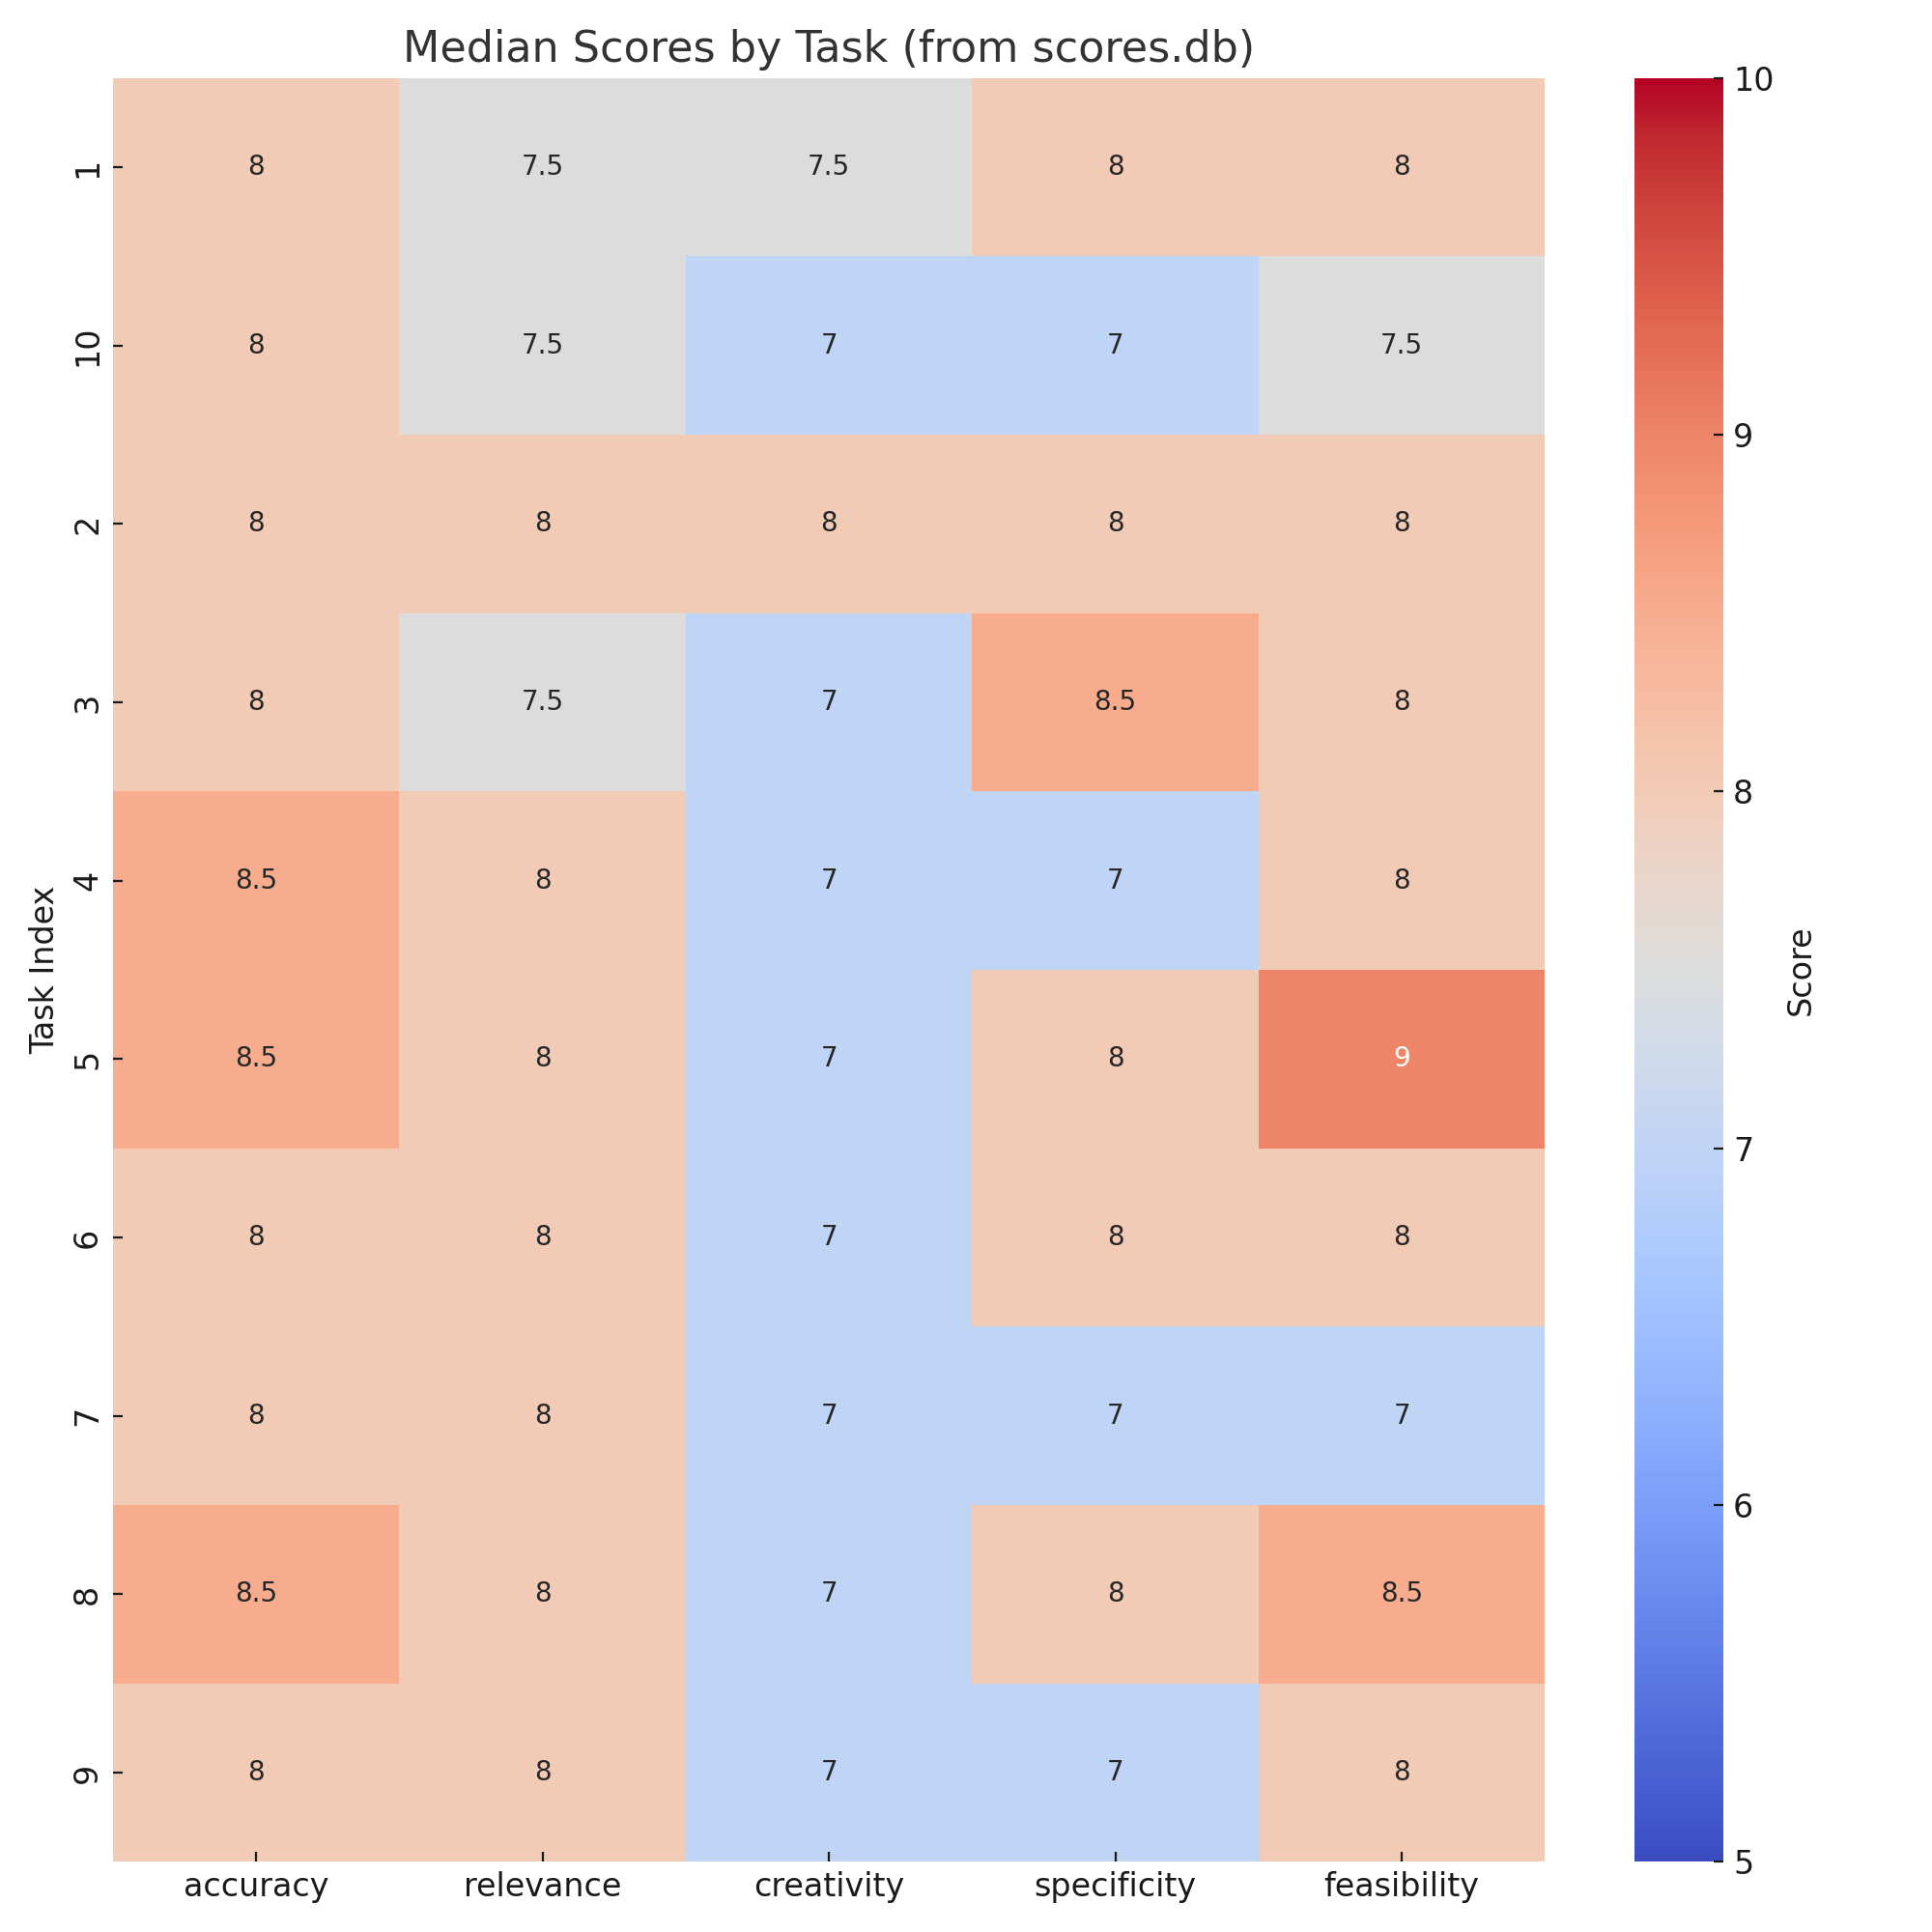 Median Scores by Task (from scores.db)
1 8 7.5 7.5 8 8
10 8 7.5 7 7 7.5
2 8 8 8 8 8
3 8 7.5 7 8.5 8
4 8.5 8 7 7 8
5 8.5 8 7 8 9
6 8 8 7 8 8
7 8 8 7 7 7
8 8.5 8 7 8 8.5
9 8 8 7 7 8
accuracy relevance creativity specificity feasibility
Task Index
10
9
8
7
6
5
Score